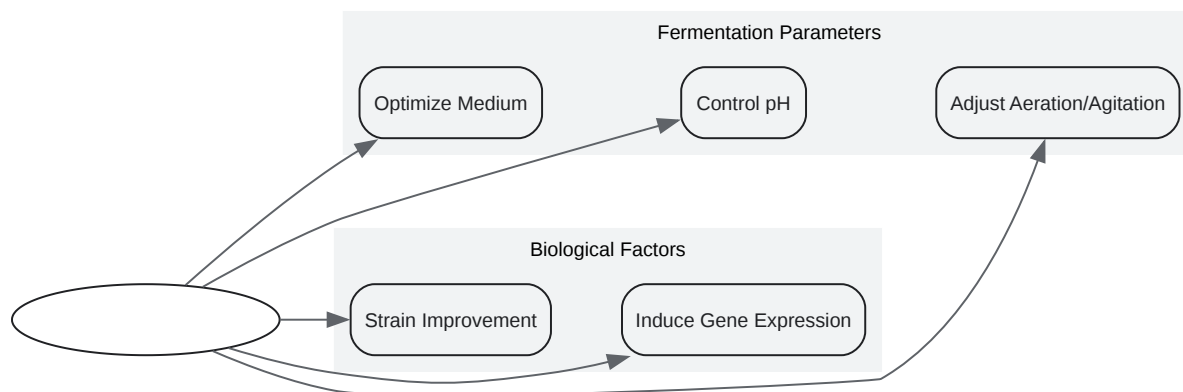 Fermentation Parameters
Optimize Medium
Control pH
Adjust Aeration/Agitation
Biological Factors
Strain Improvement
Induce Gene Expression